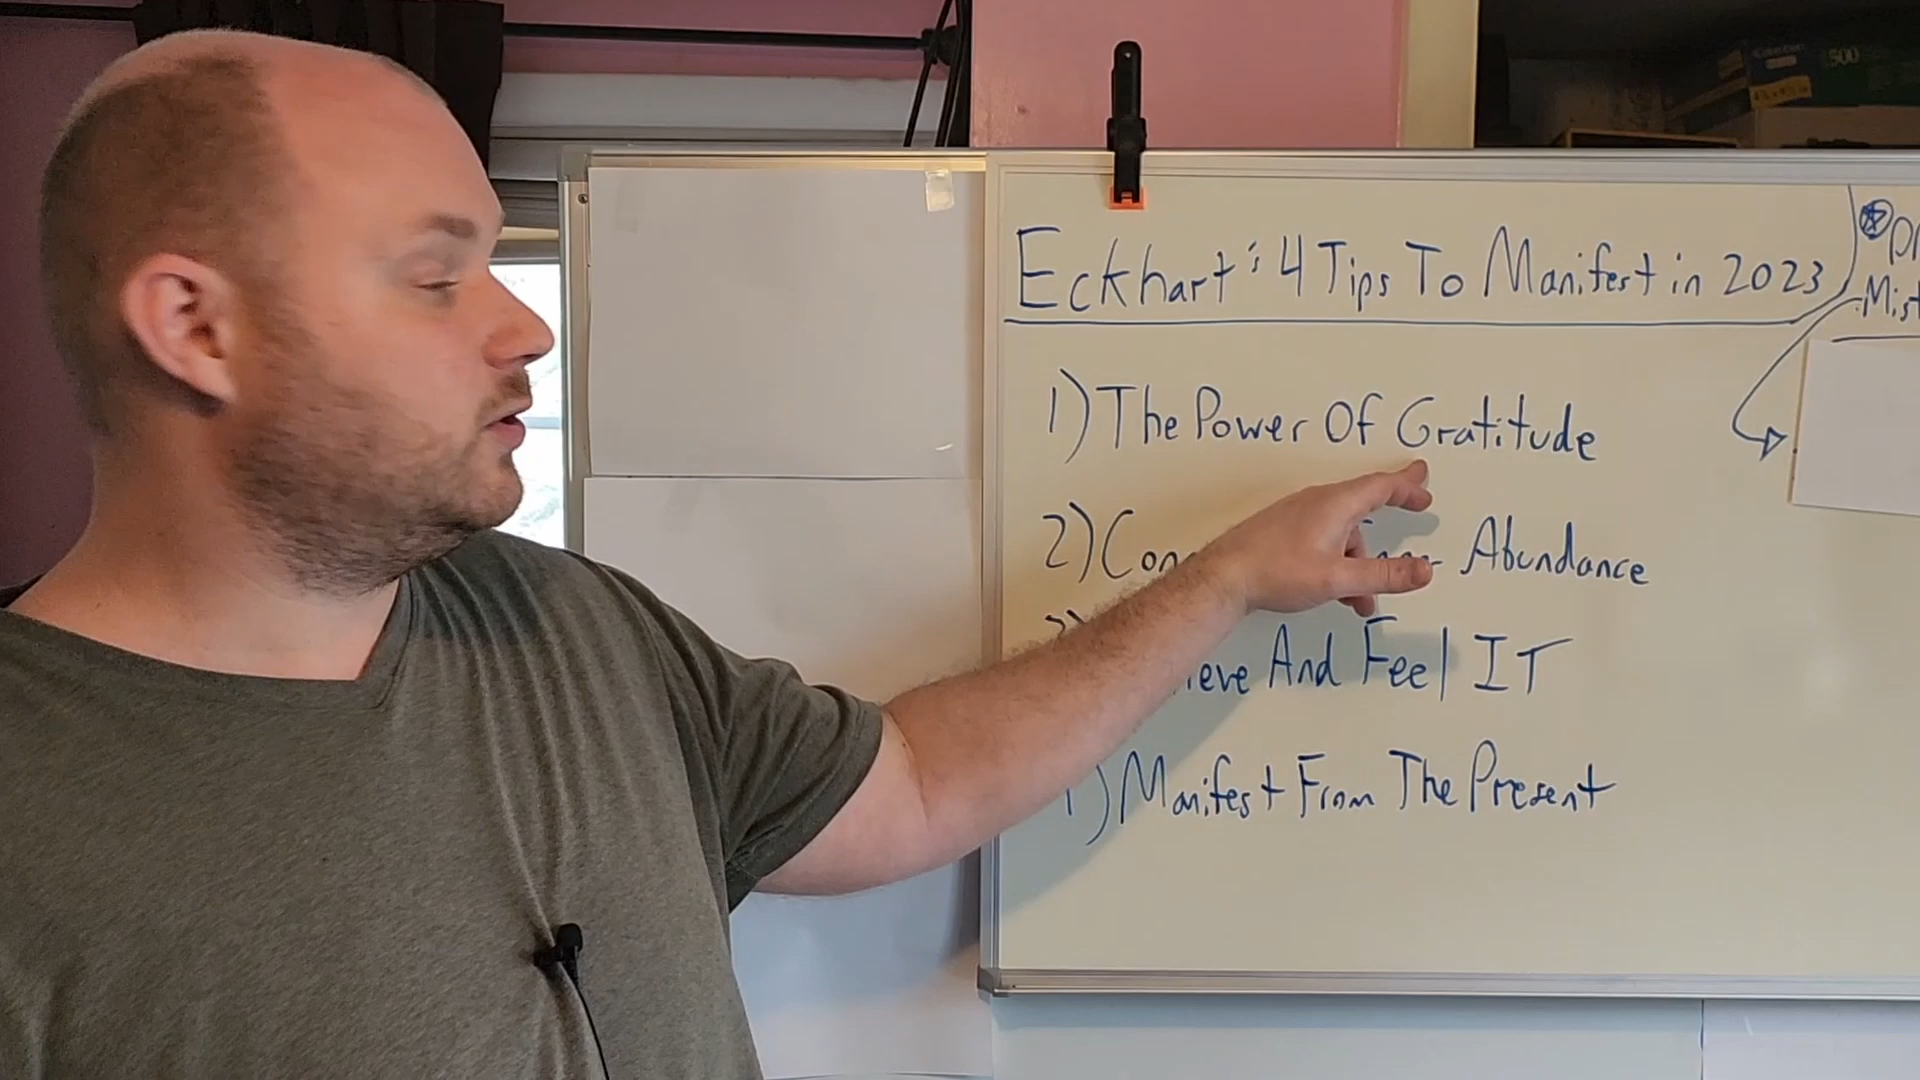 Eckhart's 4 Tips To Manifest in 2023
1) The Power Of Gratitude
2) Abundance
And Feel IT
) Manifest From The Present
500